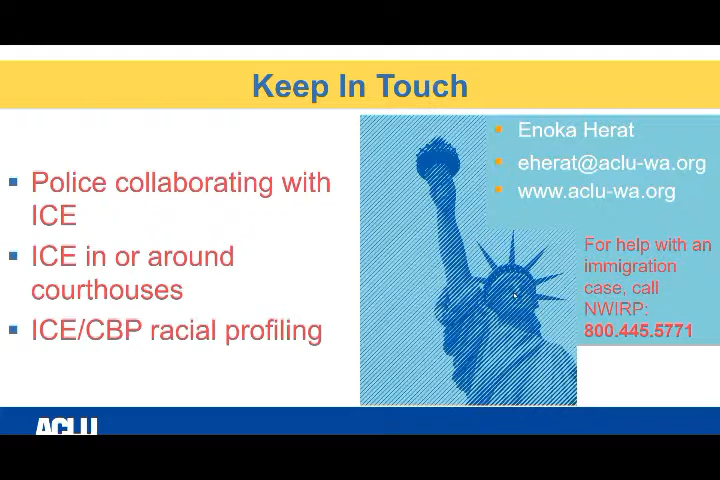 Keep In Touch
Police collaborating with
ICE
ICE in or around
courthouses
ICE/CBP racial profiling
Enoka Herat
eherat@aclu-wa.org
www.aclu-wa.org
For help with an
immigration
case, call
NWIRP:
800.445.5771
ACLU